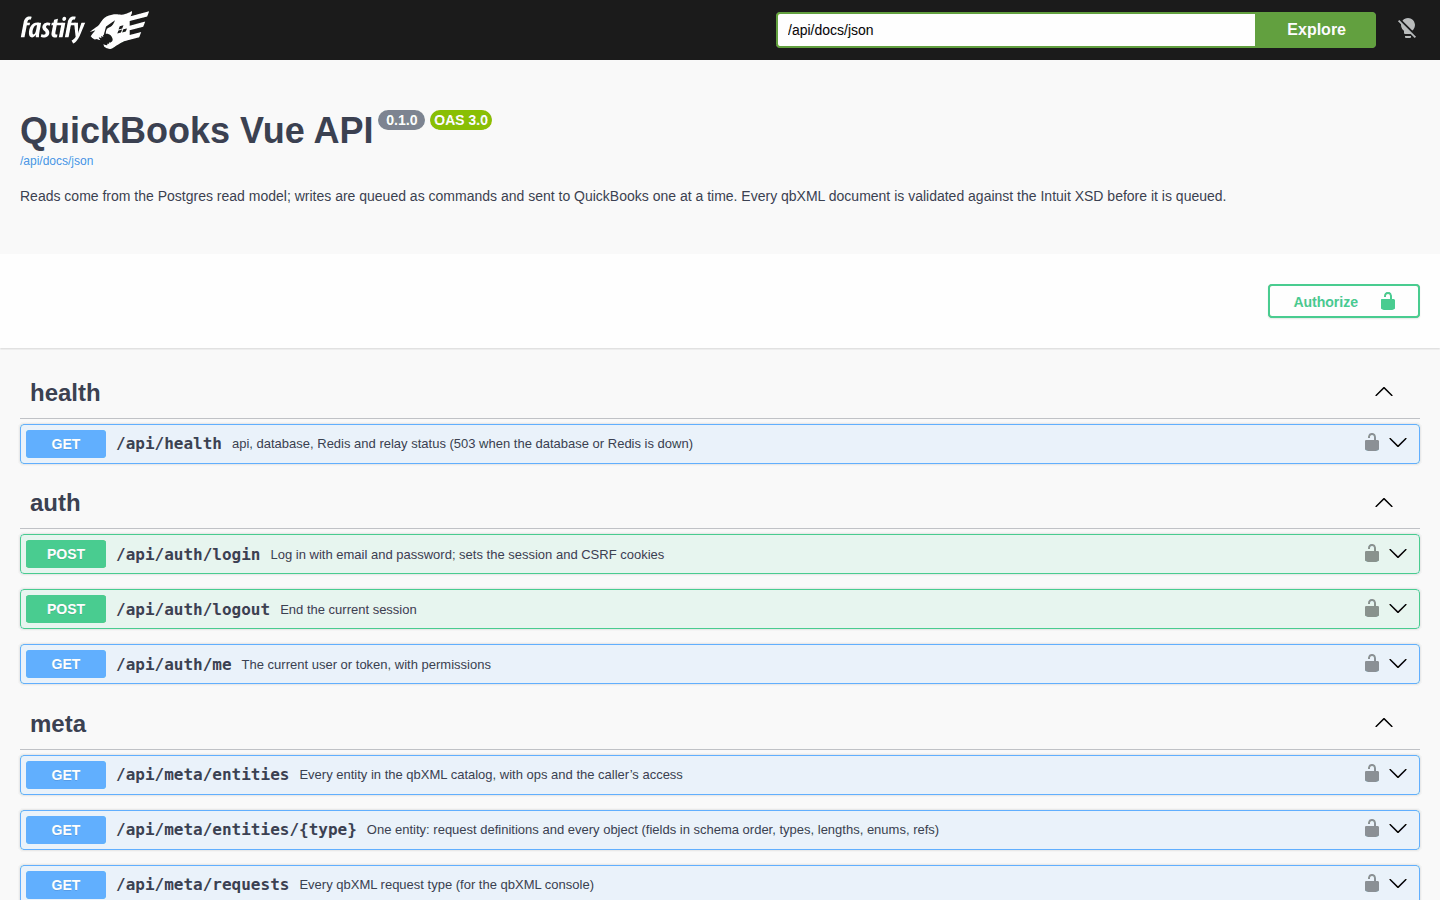 fastify
/api/docs/json
Explore
QuickBooks Vue API 0.1.0 OAS 3.0
/api/docs/json
Reads come from the Postgres read model; writes are queued as commands and sent to QuickBooks one at a time. Every qbXML document is validated against the Intuit XSD before it is queued.
Authorize
health
GET /api/health api, database, Redis and relay status (503 when the database or Redis is down)
auth
POST /api/auth/login Log in with email and password; sets the session and CSRF cookies
POST /api/auth/logout End the current session
GET /api/auth/me The current user or token, with permissions
meta
GET /api/meta/entities Every entity in the qbXML catalog, with ops and the caller’s access
GET /api/meta/entities/{type} One entity: request definitions and every object (fields in schema order, types, lengths, enums, refs)
GET /api/meta/requests Every qbXML request type (for the qbXML console)